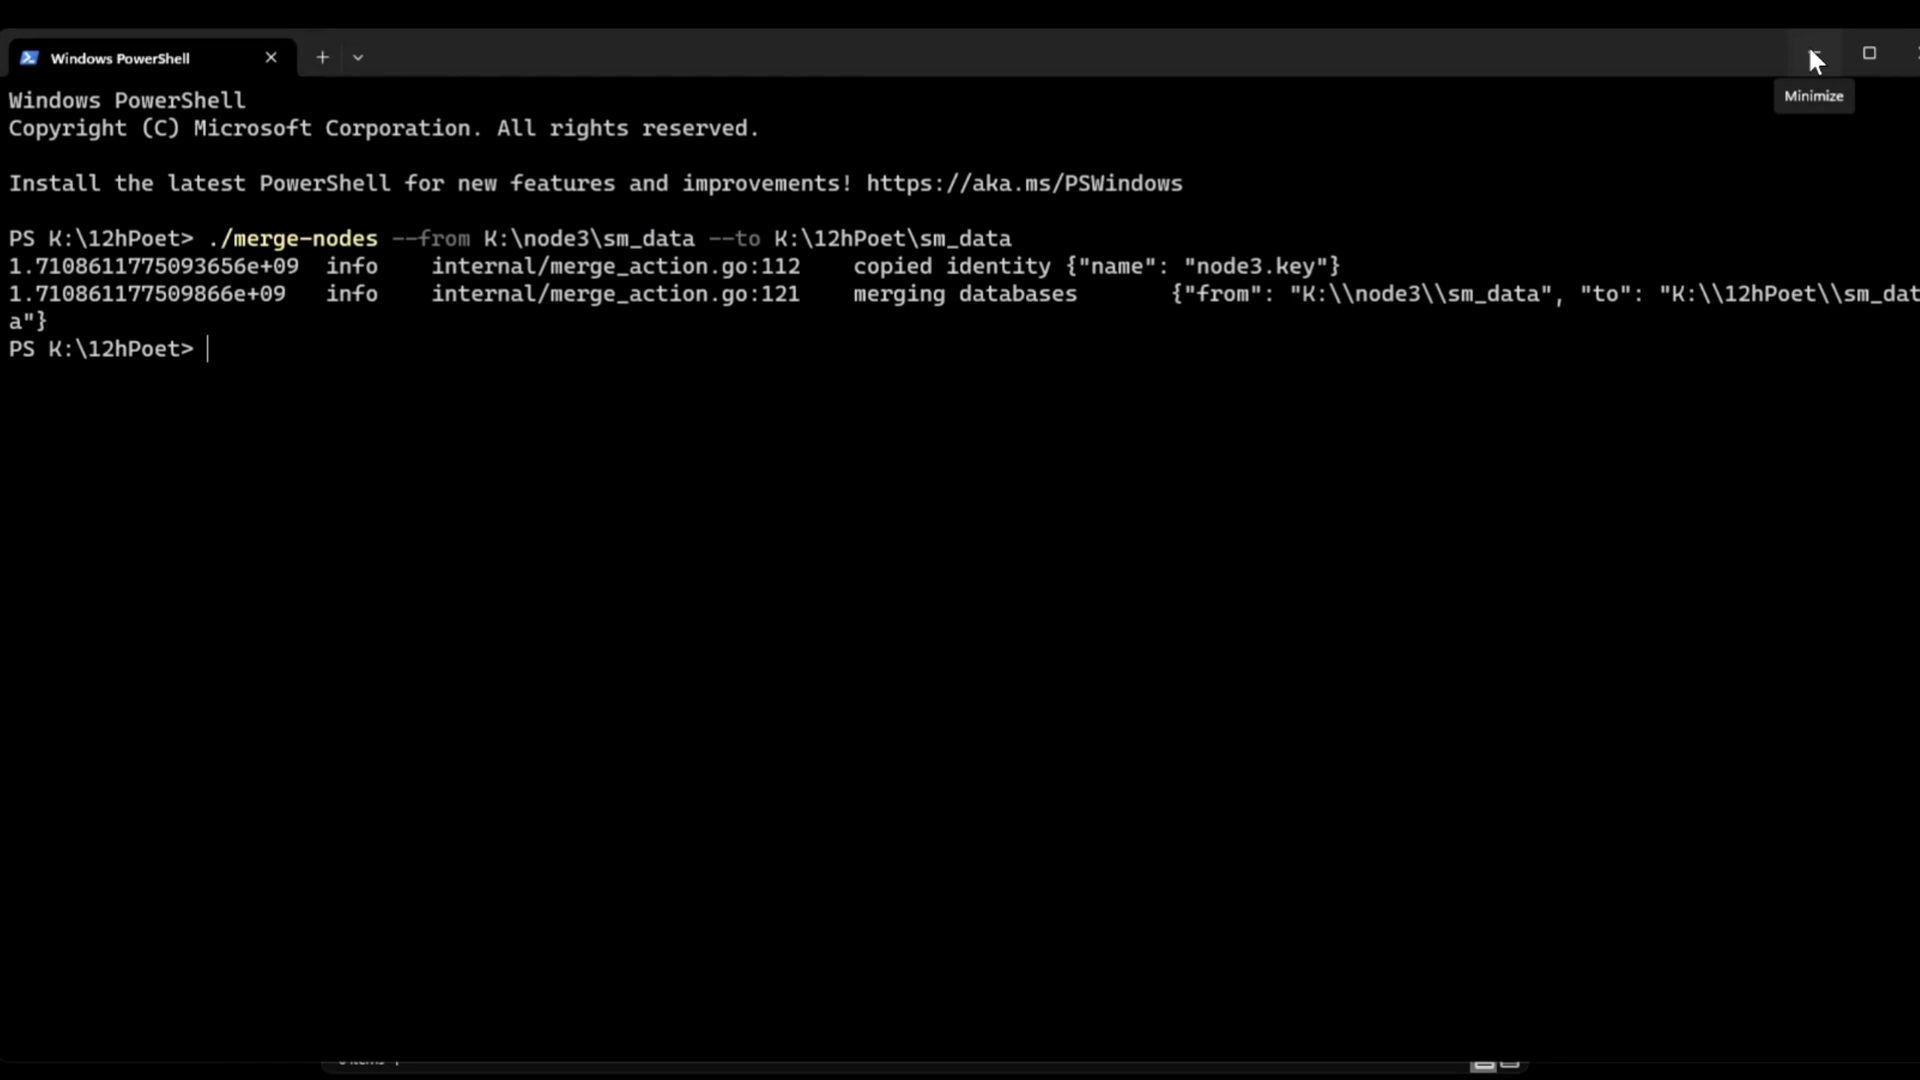 Windows PowerShell
Minimize
Windows PowerShell
Copyright (C) Microsoft Corporation. All rights reserved.
Install the latest PowerShell for new features and improvements! https://aka.ms/PSWindows
PS K:\12hPoet> ./merge-nodes --from K:\node3\sm_data --to K:\12hPoet\sm_data
1.7108611775093656e+09 info internal/merge_action.go:112 copied identity {"name": "node3.key"}
1.710861177509866e+09 info internal/merge_action.go:121 merging databases {"from": "K:\\node3\\sm_data", "to": "K:\\12hPoet\\sm_dat
a"}
PS K:\12hPoet>